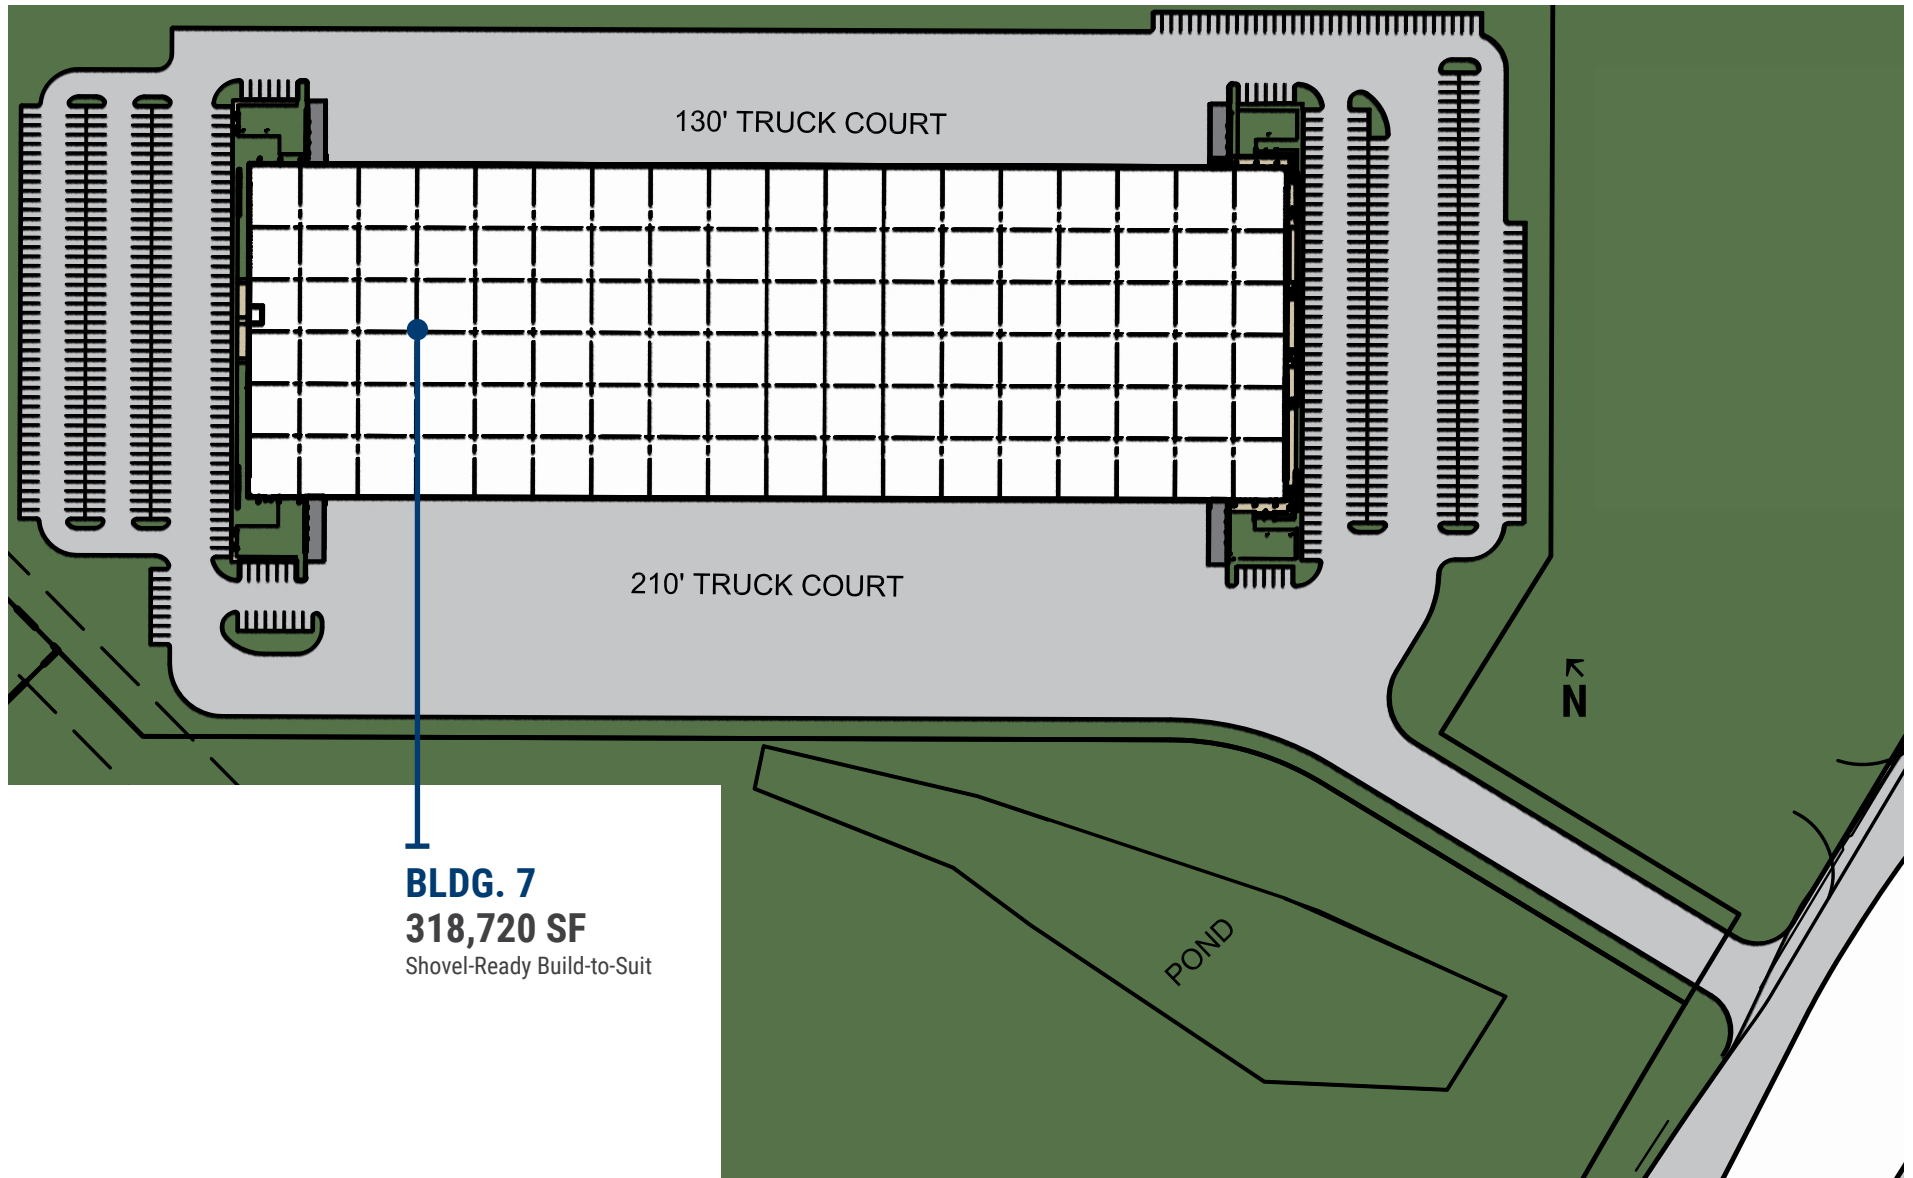 130' TRUCK COURT
210' TRUCK COURT
N
BLDG. 7
318,720 SF
Shovel-Ready Build-to-Suit
POND